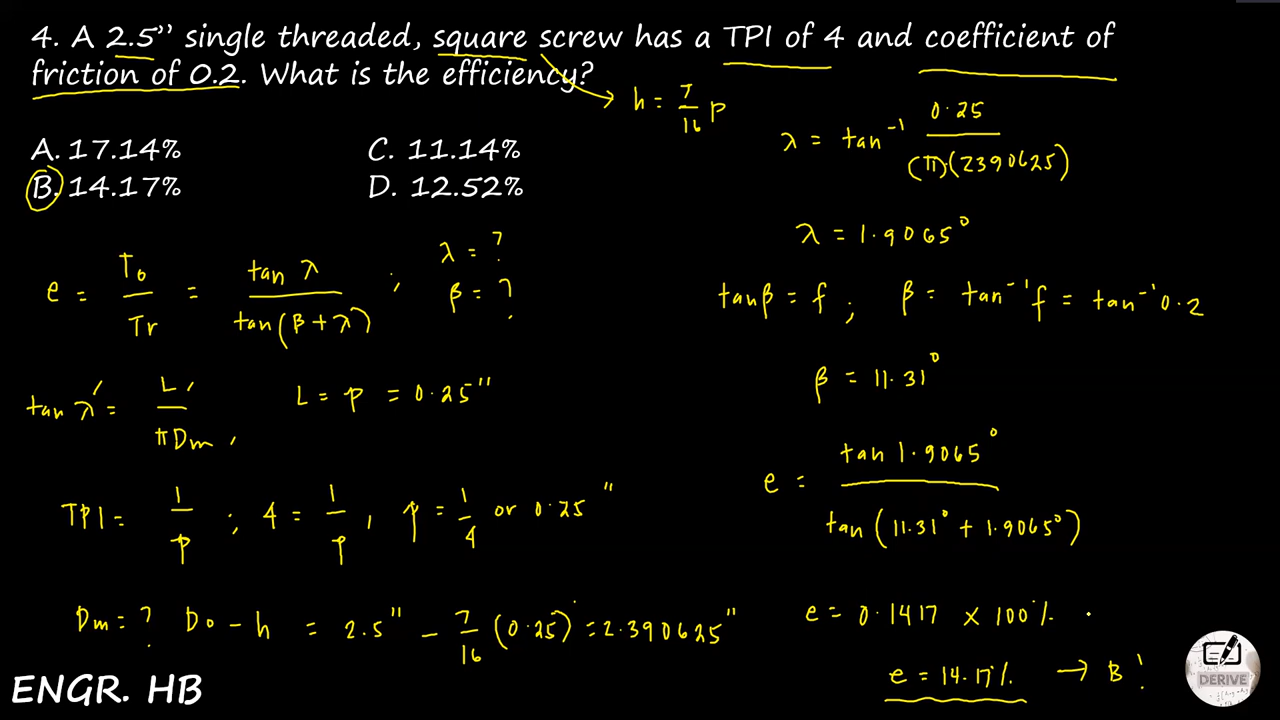 4. A 2.5” single threaded, square screw has a TPI of 4 and coefficient of
friction of 0.2. What is the efficiency?
h = 7/16 p
A. 17.14%
C. 11.14%
B. 14.17%
D. 12.52%
e = To/Tr = tan λ / tan(β + λ) ; λ = ? β = ?
tan λ = L / πDm , L = p = 0.25"
TPI = 1/p ; 4 = 1/p , p = 1/4 or 0.25"
Dm = ? Do - h = 2.5" - 7/16 (0.25) = 2.390625"
λ = tan⁻¹ 0.25 / (π)(2390625)
λ = 1.9065°
tan β = f ; β = tan⁻¹ f = tan⁻¹ 0.2
β = 11.31°
e = tan 1.9065° / tan (11.31° + 1.9065°)
e = 0.1417 x 100 % .
e = 14.17% → B !
ENGR. HB
DERIVE